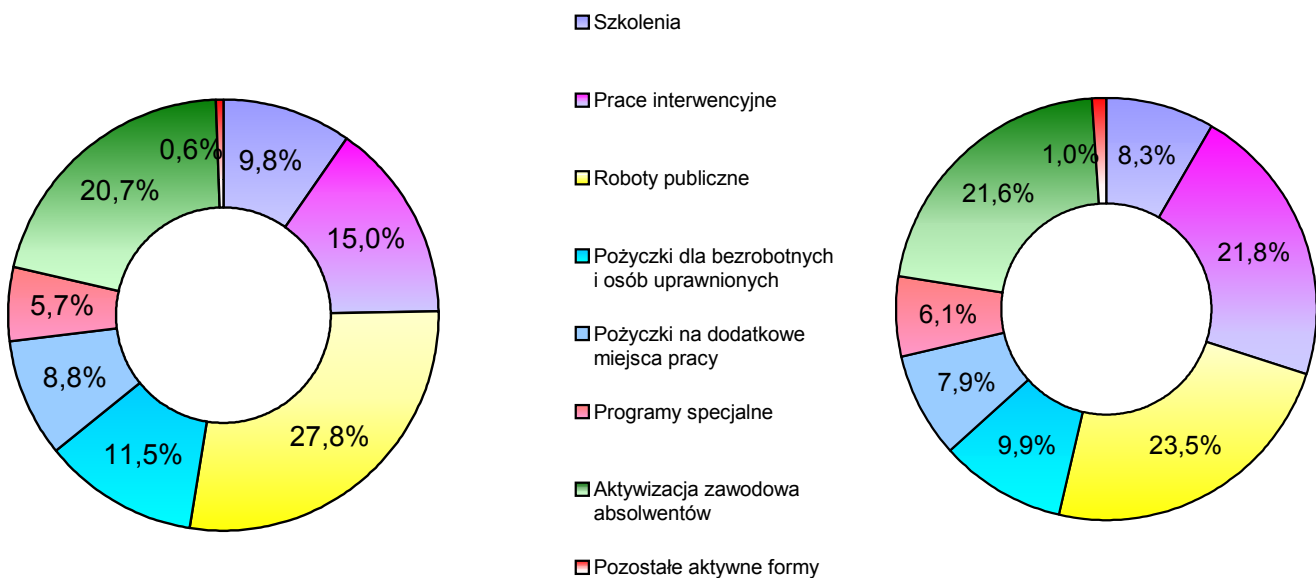 Szkolenia
Prace interwencyjne
Roboty publiczne
Pożyczki dla bezrobotnych
i osób uprawnionych
Pożyczki na dodatkowe
miejsca pracy
Programy specjalne
Aktywizacja zawodowa
absolwentów
Pozostałe aktywne formy
9,8%
15,0%
27,8%
11,5%
8,8%
5,7%
20,7%
0,6%
8,3%
21,8%
23,5%
9,9%
7,9%
6,1%
21,6%
1,0%